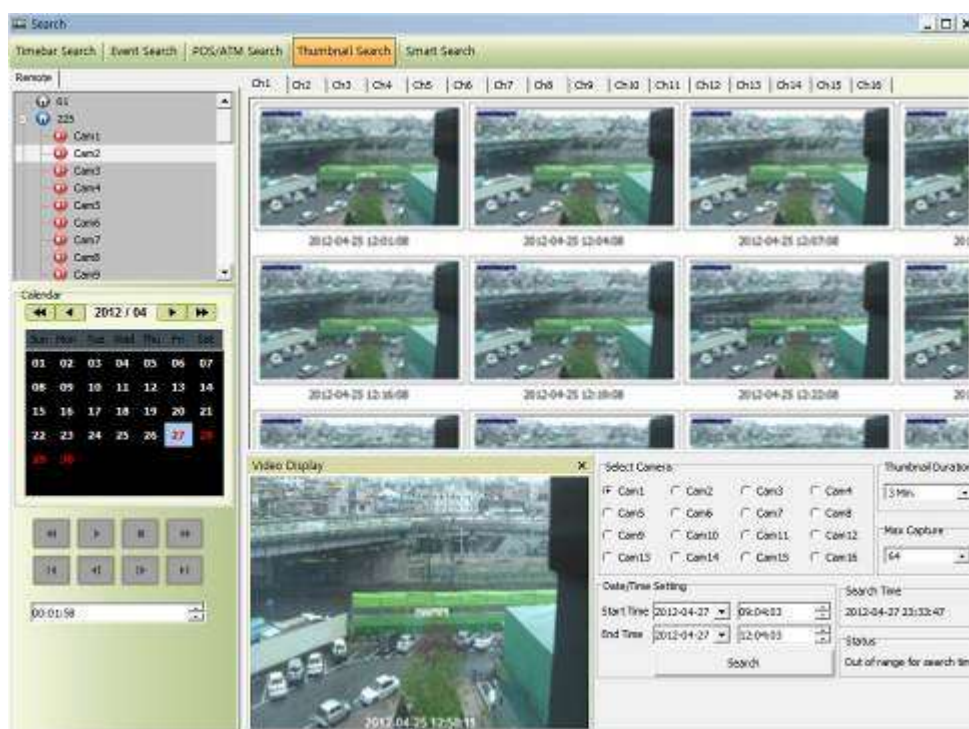 Search
Timebar Search Event Search POS/ATM Search Thumbnail Search Smart Search
Remote
Ch1 Ch2 Ch3 Ch4 Ch5 Ch6 Ch7 Ch8 Ch9 Ch10 Ch11 Ch12 Ch13 Ch14 Ch15 Ch16
61
225
Cam1
Cam2
Cam3
Cam4
Cam5
Cam6
Cam7
Cam8
Cam9
2012-04-25 12:01:08 2012-04-25 12:04:08 2012-04-25 12:07:08 20
2012-04-25 12:16:08 2012-04-25 12:19:08 2012-04-25 12:22:08 20
Calendar
2012 / 04
Sun Mon Tue Wed Thu Fri Sat
01 02 03 04 05 06 07
08 09 10 11 12 13 14
15 16 17 18 19 20 21
22 23 24 25 26 27 28
29 30
00:01:58
Video Display
2012-04-25 12:58:11
Select Camera
Cam1 Cam2 Cam3 Cam4
Cam5 Cam6 Cam7 Cam8
Cam9 Cam10 Cam11 Cam12
Cam13 Cam14 Cam15 Cam16
Thumbnail Duration
3 Min.
Max Capture
64
Date/Time Setting
Start Time 2012-04-27 09:04:03
End Time 2012-04-27 12:04:03
Search
Search Time
2012-04-27 23:33:47
Status
Out of range for search tim